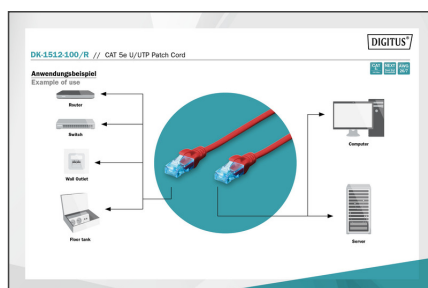 DIGITUS®
DK-1512-100/R // CAT 5e U/UTP Patch Cord
Anwendungsbeispiel
Example of use
Router
Switch
Wall Outlet
Floor tank
Computer
Server